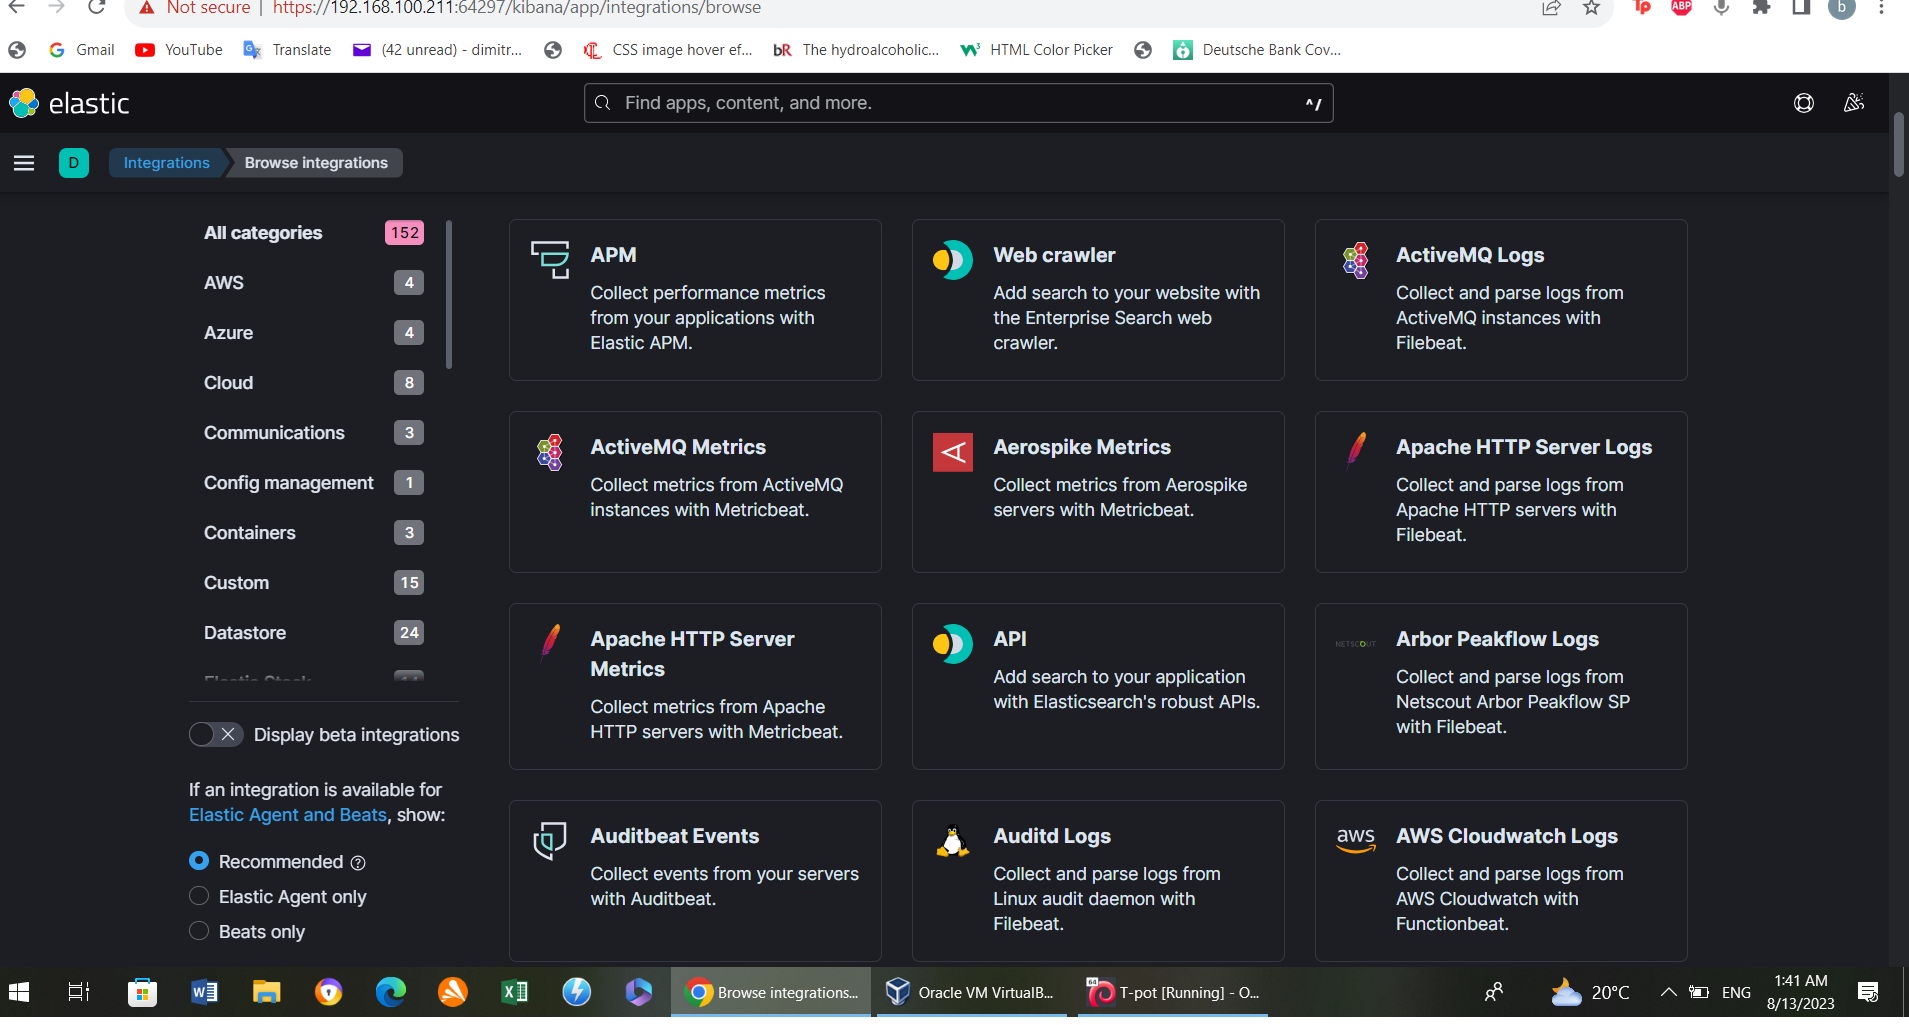 Not secure | https://192.168.100.211:64297/kibana/app/integrations/browse
Gmail YouTube Translate (42 unread) - dimitr... CSS image hover ef... bR The hydroalcoholic... HTML Color Picker Deutsche Bank Cov...
elastic
Find apps, content, and more. ^/
D Integrations Browse integrations
All categories 152
AWS 4
Azure 4
Cloud 8
Communications 3
Config management 1
Containers 3
Custom 15
Datastore 24
Display beta integrations
If an integration is available for
Elastic Agent and Beats, show:
Recommended
Elastic Agent only
Beats only
APM
Collect performance metrics
from your applications with
Elastic APM.
Web crawler
Add search to your website with
the Enterprise Search web
crawler.
ActiveMQ Logs
Collect and parse logs from
ActiveMQ instances with
Filebeat.
ActiveMQ Metrics
Collect metrics from ActiveMQ
instances with Metricbeat.
Aerospike Metrics
Collect metrics from Aerospike
servers with Metricbeat.
Apache HTTP Server Logs
Collect and parse logs from
Apache HTTP servers with
Filebeat.
Apache HTTP Server
Metrics
Collect metrics from Apache
HTTP servers with Metricbeat.
API
Add search to your application
with Elasticsearch's robust APIs.
NETSCOUT
Arbor Peakflow Logs
Collect and parse logs from
Netscout Arbor Peakflow SP
with Filebeat.
Auditbeat Events
Collect events from your servers
with Auditbeat.
Auditd Logs
Collect and parse logs from
Linux audit daemon with
Filebeat.
aws
AWS Cloudwatch Logs
Collect and parse logs from
AWS Cloudwatch with
Functionbeat.
Browse integrations... Oracle VM VirtualB... T-pot [Running] - O... 20°C ENG
1:41 AM
8/13/2023